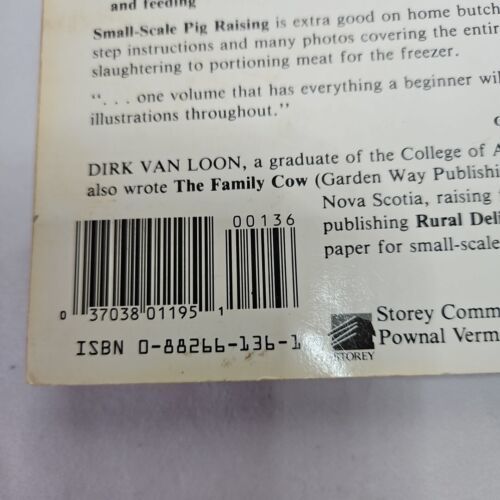 and feeding
Small-Scale Pig Raising is extra good on home butch
step instructions and many photos covering the entir
slaughtering to portioning meat for the freezer.
". . . one volume that has everything a beginner wil
illustrations throughout."
DIRK VAN LOON, a graduate of the College of A
also wrote The Family Cow (Garden Way Publishi
Nova Scotia, raising
publishing Rural Deli
paper for small-scale
00136
0 37038 01195 1
ISBN 0-88266-136-1
STOREY
Storey Comm
Pownal Verm